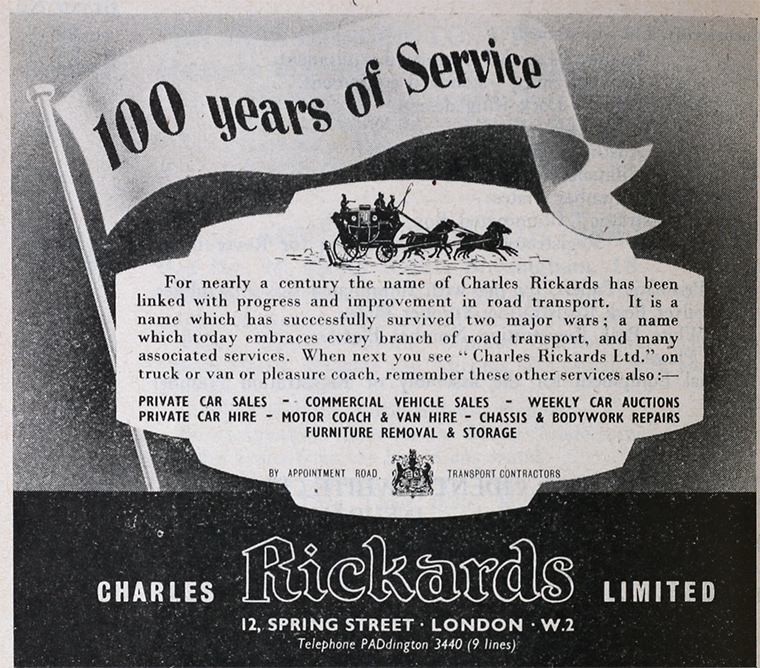 100 years of Service
For nearly a century the name of Charles Rickards has been
linked with progress and improvement in road transport. It is a
name which has successfully survived two major wars; a name
which today embraces every branch of road transport, and many
associated services. When next you see “ Charles Rickards Ltd.” on
truck or van or pleasure coach, remember these other services also:—
PRIVATE CAR SALES - COMMERCIAL VEHICLE SALES - WEEKLY CAR AUCTIONS
PRIVATE CAR HIRE - MOTOR COACH & VAN HIRE - CHASSIS & BODYWORK REPAIRS
FURNITURE REMOVAL & STORAGE
BY APPOINTMENT ROAD TRANSPORT CONTRACTORS
CHARLES Rickards LIMITED
12, SPRING STREET · LONDON · W.2
Telephone PADdington 3440 (9 lines)